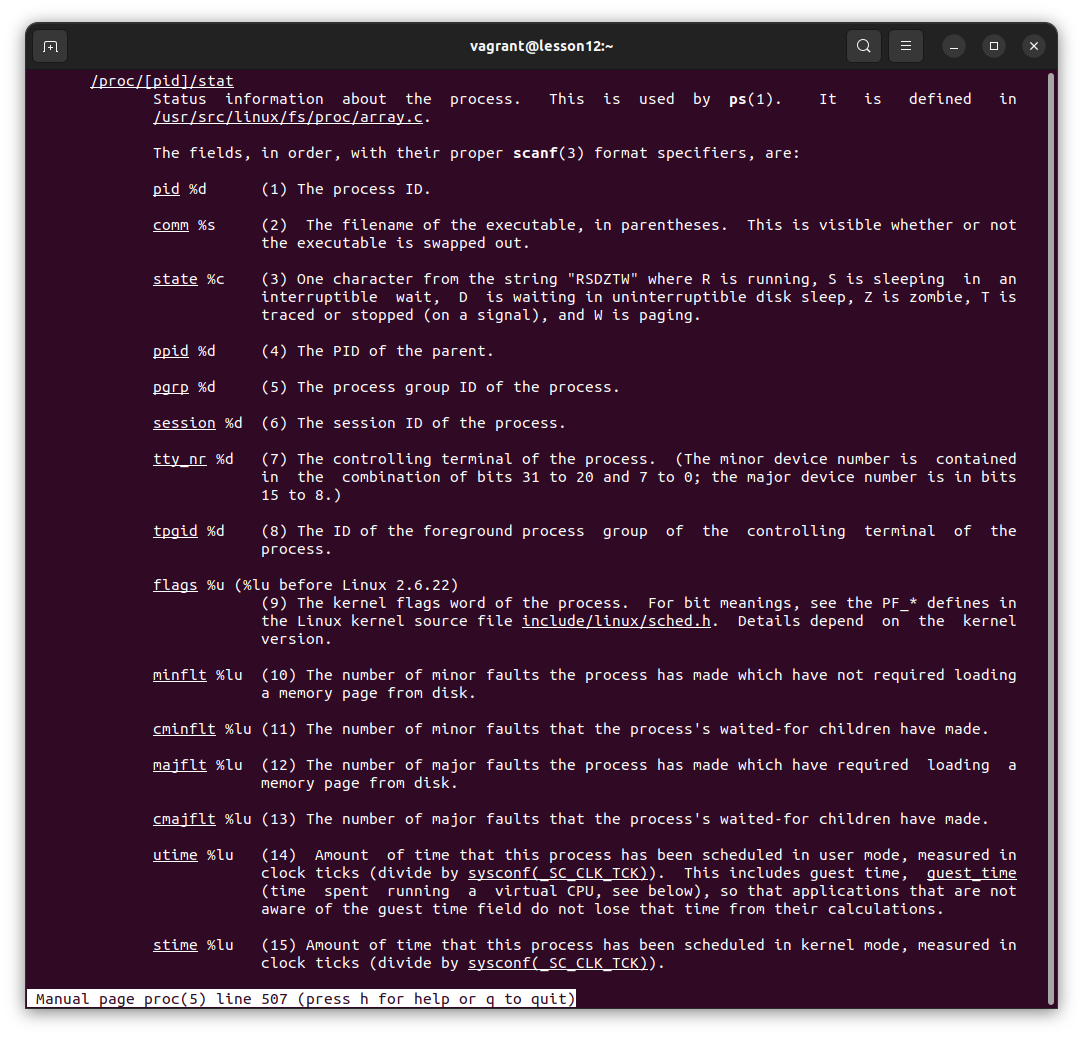 vagrant@lesson12:~
/proc/[pid]/stat
Status information about the process. This is used by ps(1). It is defined in
/usr/src/linux/fs/proc/array.c.
The fields, in order, with their proper scanf(3) format specifiers, are:
pid %d (1) The process ID.
comm %s (2) The filename of the executable, in parentheses. This is visible whether or not
the executable is swapped out.
state %c (3) One character from the string "RSDZTW" where R is running, S is sleeping in an
interruptible wait, D is waiting in uninterruptible disk sleep, Z is zombie, T is
traced or stopped (on a signal), and W is paging.
ppid %d (4) The PID of the parent.
pgrp %d (5) The process group ID of the process.
session %d (6) The session ID of the process.
tty_nr %d (7) The controlling terminal of the process. (The minor device number is contained
in the combination of bits 31 to 20 and 7 to 0; the major device number is in bits
15 to 8.)
tpgid %d (8) The ID of the foreground process group of the controlling terminal of the
process.
flags %u (%lu before Linux 2.6.22)
(9) The kernel flags word of the process. For bit meanings, see the PF_* defines in
the Linux kernel source file include/linux/sched.h. Details depend on the kernel
version.
minflt %lu (10) The number of minor faults the process has made which have not required loading
a memory page from disk.
cminflt %lu (11) The number of minor faults that the process's waited-for children have made.
majflt %lu (12) The number of major faults the process has made which have required loading a
memory page from disk.
cmajflt %lu (13) The number of major faults that the process's waited-for children have made.
utime %lu (14) Amount of time that this process has been scheduled in user mode, measured in
clock ticks (divide by sysconf(_SC_CLK_TCK)). This includes guest time, guest_time
(time spent running a virtual CPU, see below), so that applications that are not
aware of the guest time field do not lose that time from their calculations.
stime %lu (15) Amount of time that this process has been scheduled in kernel mode, measured in
clock ticks (divide by sysconf(_SC_CLK_TCK)).
Manual page proc(5) line 507 (press h for help or q to quit)